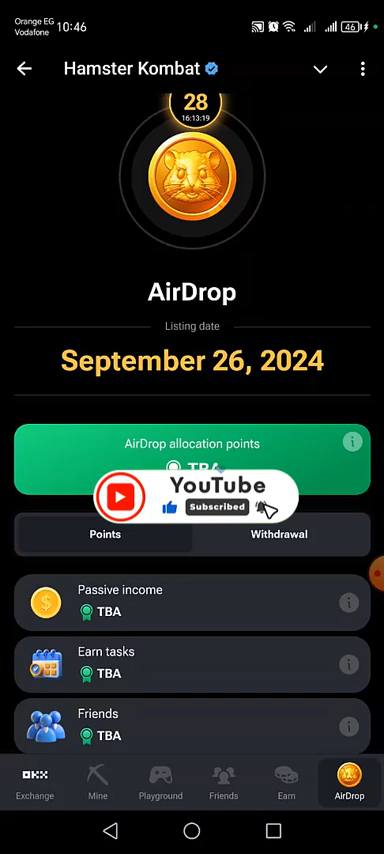 Orange EG
Vodafone
10:46
46
Hamster Kombat
28
16:13:19
AirDrop
Listing date
September 26, 2024
AirDrop allocation points
TBA
YouTube
Subscribed
Points
Withdrawal
Passive income
TBA
Earn tasks
TBA
Friends
TBA
OKX
Exchange
Mine
Playground
Friends
Earn
AirDrop